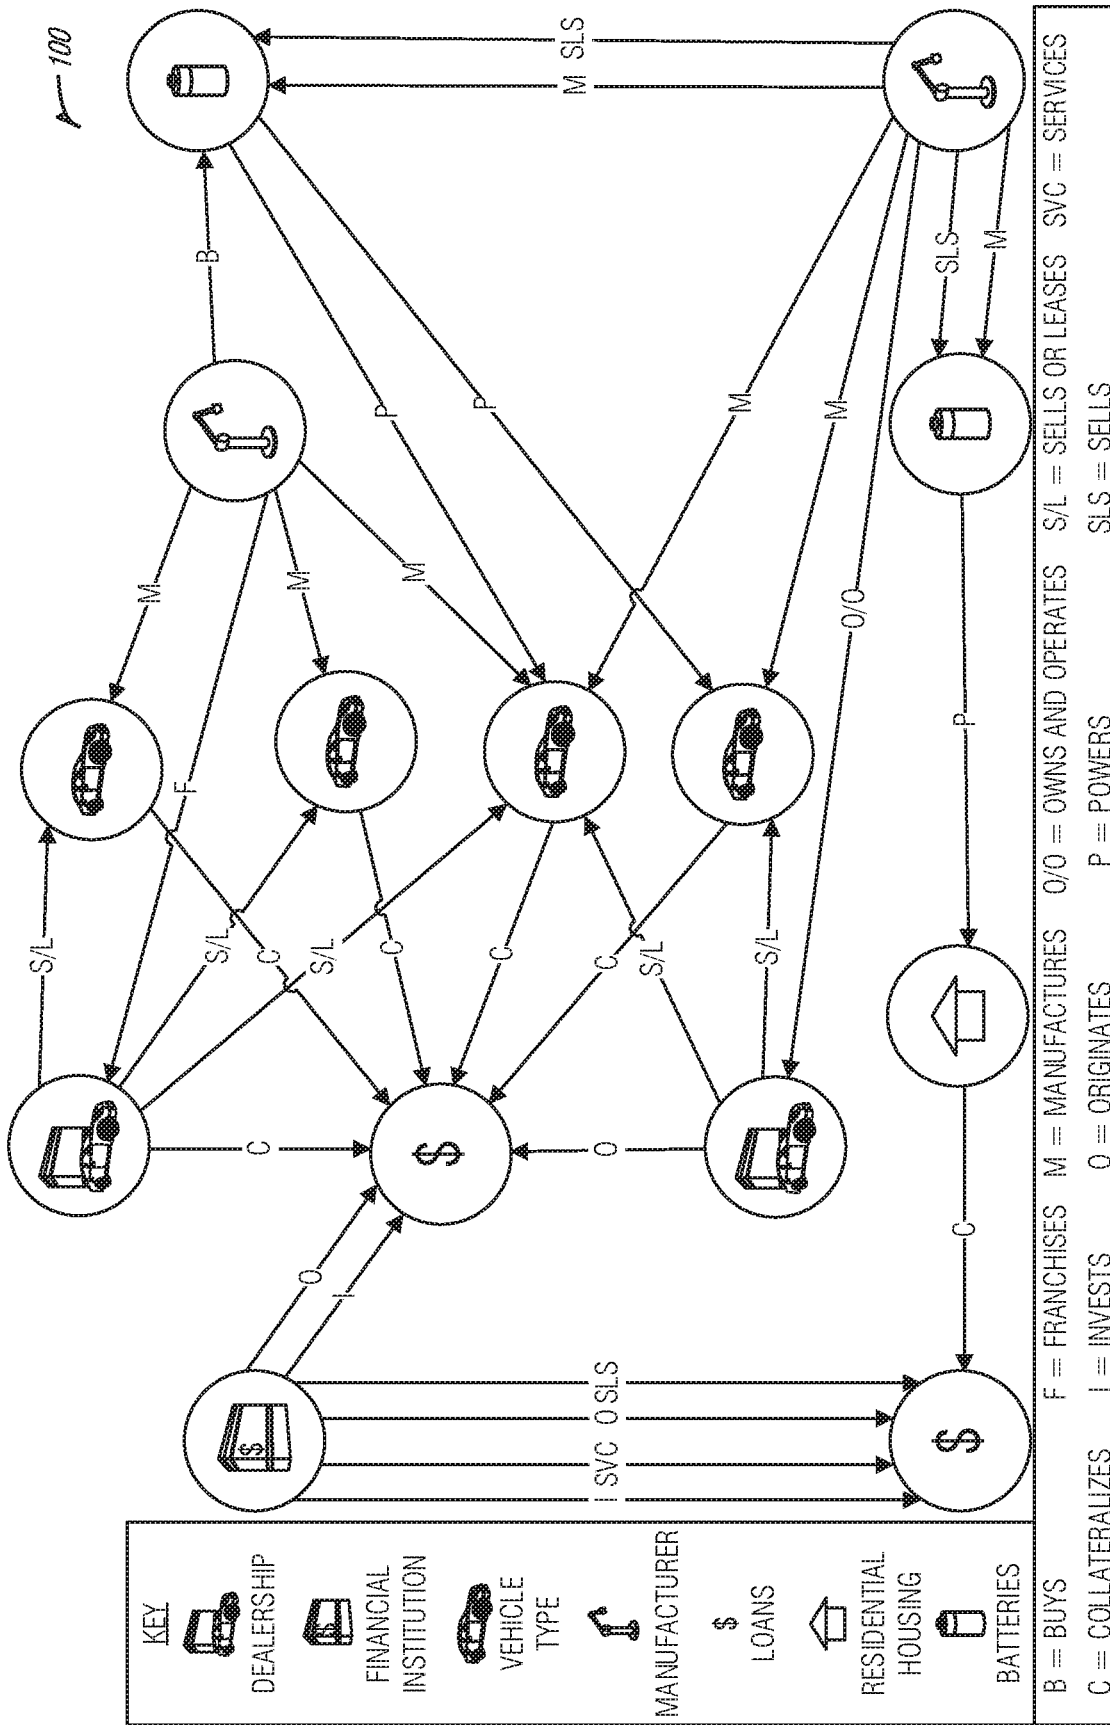 100
S/L
M
F
B
S/L
C
C
M
O
S/L
I
P
C
M
P
C
M SLS
I SVC O SLS
O
C
S/L
M
S/L
M
O/O
SLS
C
P
M
KEY
DEALERSHIP
FINANCIAL
INSTITUTION
VEHICLE
TYPE
MANUFACTURER
$
LOANS
RESIDENTIAL
HOUSING
BATTERIES
$
$
$
$
B = BUYS F = FRANCHISES M = MANUFACTURES O/O = OWNS AND OPERATES S/L = SELLS OR LEASES SVC = SERVICES
C = COLLATERALIZES I = INVESTS O = ORIGINATES P = POWERS SLS = SELLS